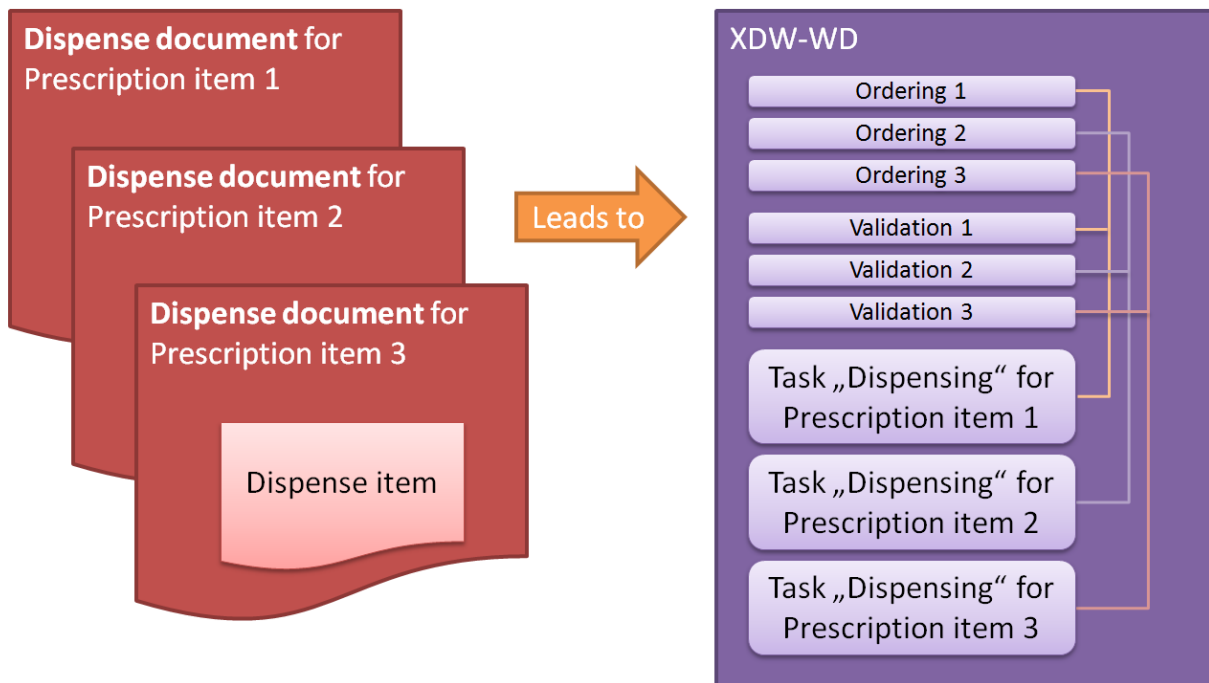 Dispense document for
Prescription item 1
Dispense document for
Prescription item 2
Dispense document for
Prescription item 3
Dispense item
Leads to
XDW-WD
Ordering 1
Ordering 2
Ordering 3
Validation 1
Validation 2
Validation 3
Task „Dispensing“ for
Prescription item 1
Task „Dispensing“ for
Prescription item 2
Task „Dispensing“ for
Prescription item 3